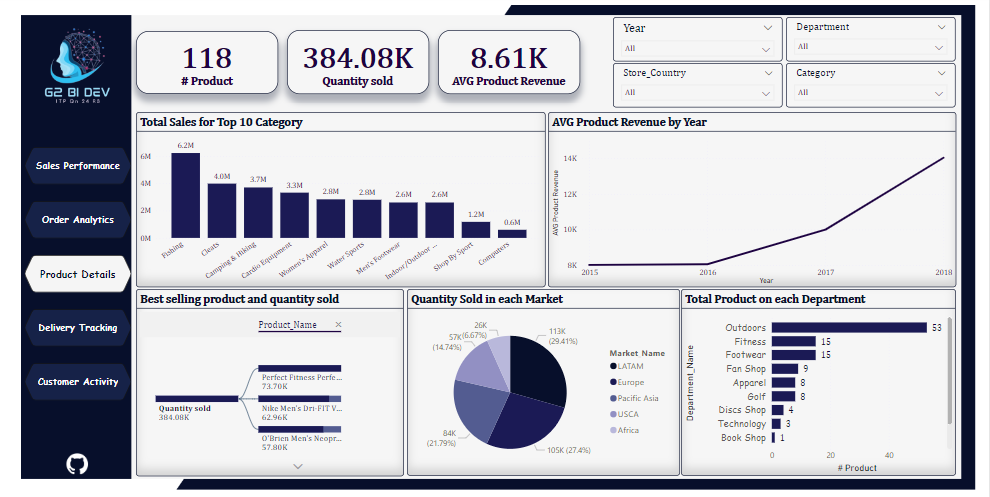 G2 BI DEV
ITP Qn 24 R3
Sales Performance
Order Analytics
Product Details
Delivery Tracking
Customer Activity
118
# Product
384.08K
Quantity sold
8.61K
AVG Product Revenue
Year
All
Department
All
Store_Country
All
Category
All
Total Sales for Top 10 Category
6M
4M
2M
0M
6.2M
4.0M
3.7M
3.3M
2.8M
2.8M
2.6M
2.6M
1.2M
0.6M
Fishing
Cleats
Camping & Hiking
Cardio Equipment
Women's Apparel
Water Sports
Men's Footwear
Indoor/Outdoor ...
Shop By Sport
Computers
AVG Product Revenue by Year
AVG Product Revenue
14K
12K
10K
8K
2015
2016
2017
2018
Year
Best selling product and quantity sold
Product_Name
Quantity sold
384.08K
Perfect Fitness Perfe...
73.70K
Nike Men's Dri-FIT V...
62.96K
O'Brien Men's Neopr...
57.80K
Quantity Sold in each Market
26K
(6.67%)
57K
(14.74%)
84K
(21.79%)
113K
(29.41%)
105K (27.4%)
Market Name
LATAM
Europe
Pacific Asia
USCA
Africa
Total Product on each Department
Department_Name
Outdoors 53
Fitness 15
Footwear 15
Fan Shop 9
Apparel 8
Golf 8
Discs Shop 4
Technology 3
Book Shop 1
0 20 40
# Product